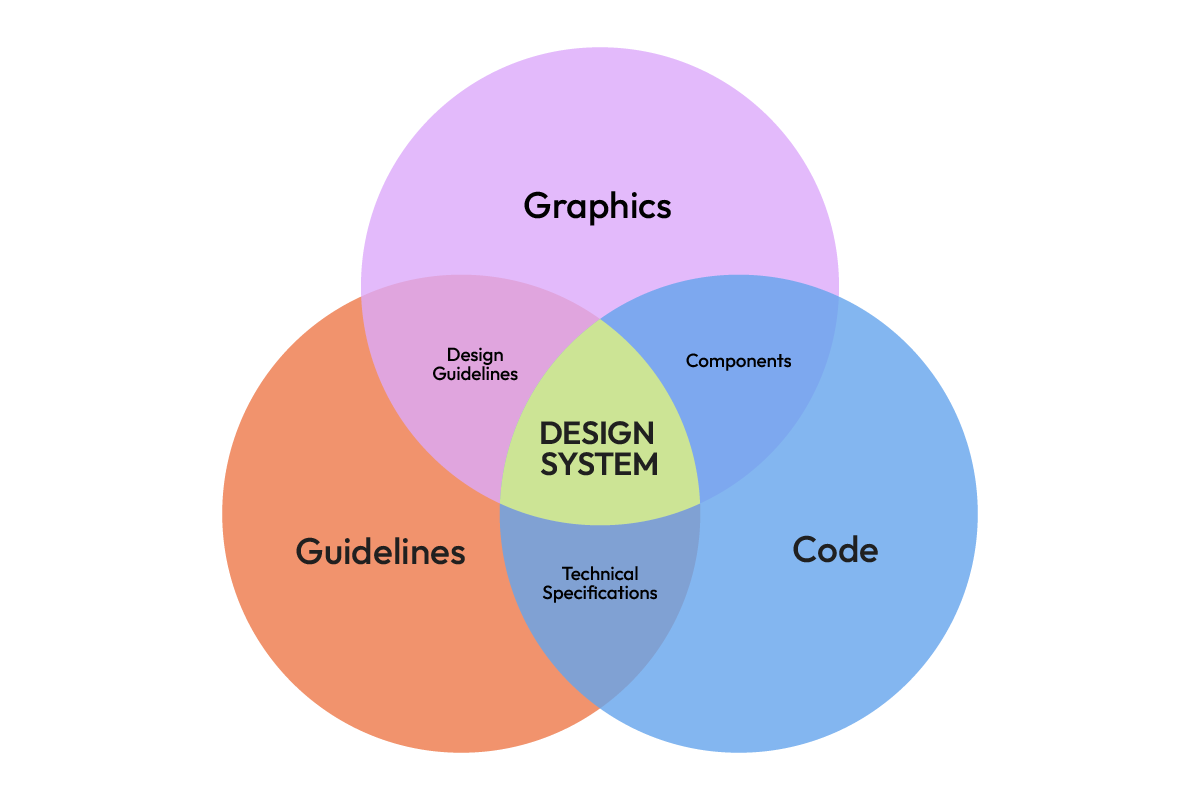 Graphics
Design
Guidelines
Components
DESIGN
SYSTEM
Guidelines
Code
Technical
Specifications